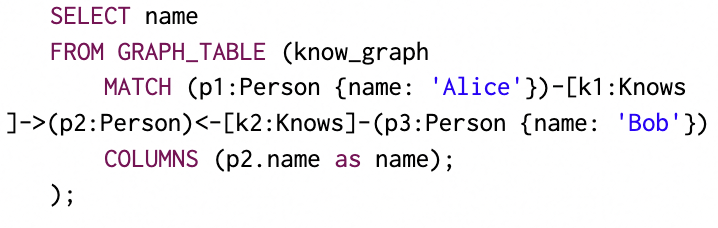 SELECT name
FROM GRAPH_TABLE (know_graph
MATCH (p1:Person {name: 'Alice'})-[k1:Knows
]->(p2:Person)<-[k2:Knows]-(p3:Person {name: 'Bob'})
COLUMNS (p2.name as name);
);